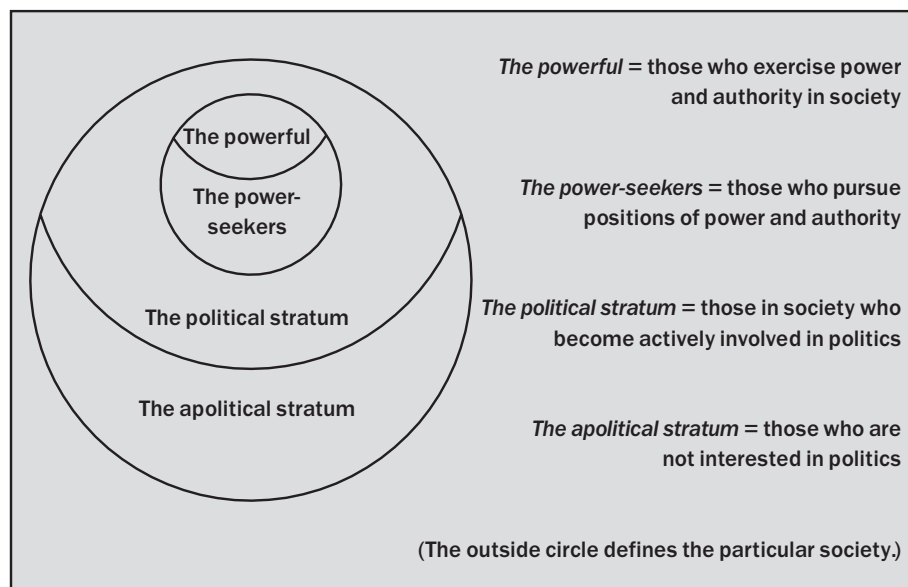 The powerful = those who exercise power
and authority in society
The powerful
The power-
seekers
The power-seekers = those who pursue
positions of power and authority
The political stratum
The political stratum = those in society who
become actively involved in politics
The apolitical stratum
The apolitical stratum = those who are
not interested in politics
(The outside circle defines the particular society.)